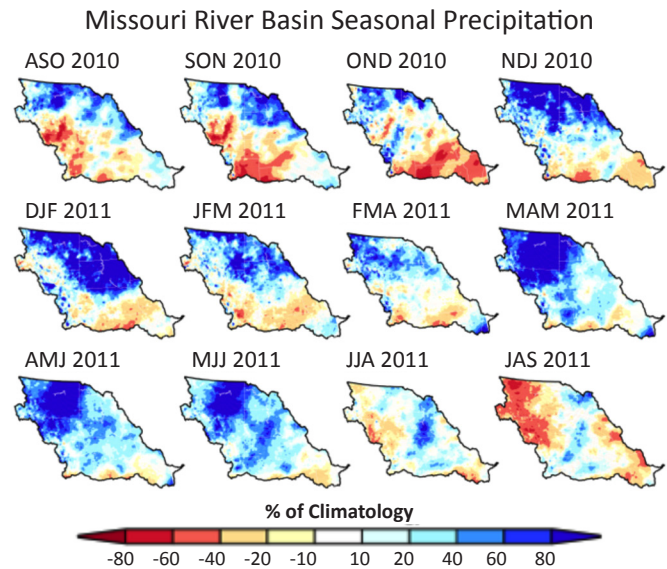 Missouri River Basin Seasonal Precipitation
ASO 2010 SON 2010 OND 2010 NDJ 2010
DJF 2011 JFM 2011 FMA 2011 MAM 2011
AMJ 2011 MJJ 2011 JJA 2011 JAS 2011
% of Climatology
-80 -60 -40 -20 -10 10 20 40 60 80